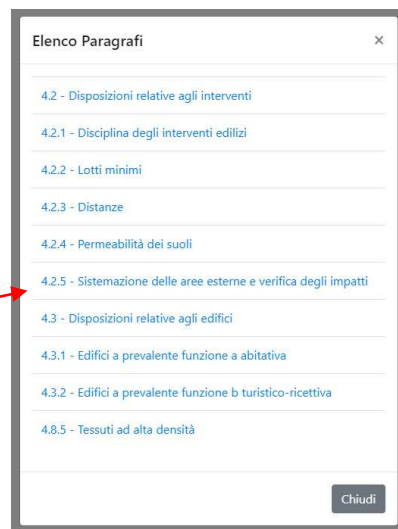 Elenco Paragrafi ×
4.2 - Disposizioni relative agli interventi
4.2.1 - Disciplina degli interventi edilizi
4.2.2 - Lotti minimi
4.2.3 - Distanze
4.2.4 - Permeabilità dei suoli
4.2.5 - Sistemazione delle aree esterne e verifica degli impatti
4.3 - Disposizioni relative agli edifici
4.3.1 - Edifici a prevalente funzione a abitativa
4.3.2 - Edifici a prevalente funzione b turistico-ricettiva
4.8.5 - Tessuti ad alta densità
Chiudi